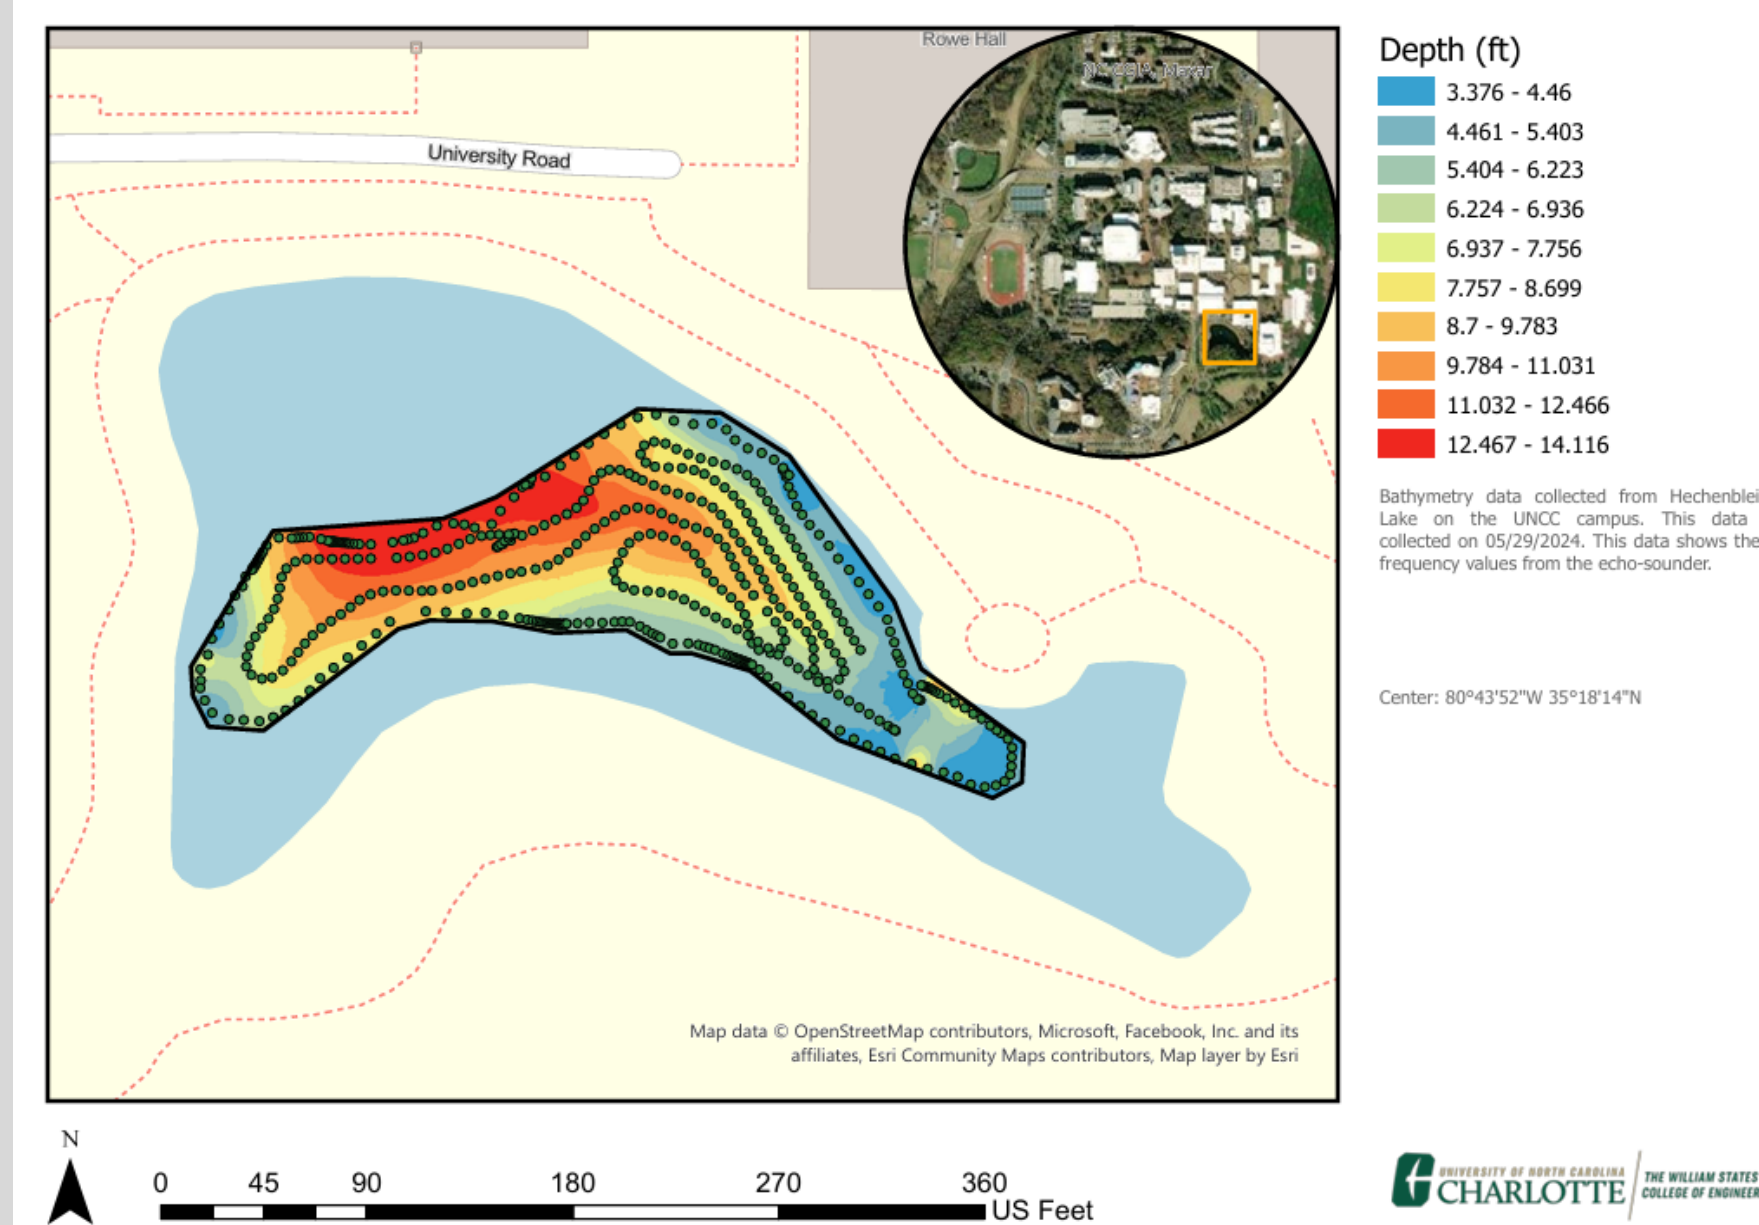 Rowe Hall
NC CGIA, Maxar
University Road
Depth (ft)
3.376 - 4.46
4.461 - 5.403
5.404 - 6.223
6.224 - 6.936
6.937 - 7.756
7.757 - 8.699
8.7 - 9.783
9.784 - 11.031
11.032 - 12.466
12.467 - 14.116
Bathymetry data collected from Hechenblei
Lake on the UNCC campus. This data
collected on 05/29/2024. This data shows the
frequency values from the echo-sounder.
Center: 80°43'52"W 35°18'14"N
Map data © OpenStreetMap contributors, Microsoft, Facebook, Inc. and its
affiliates, Esri Community Maps contributors, Map layer by Esri
N
0 45 90 180 270 360
US Feet
UNIVERSITY OF NORTH CAROLINA
CHARLOTTE
THE WILLIAM STATES
COLLEGE OF ENGINEER